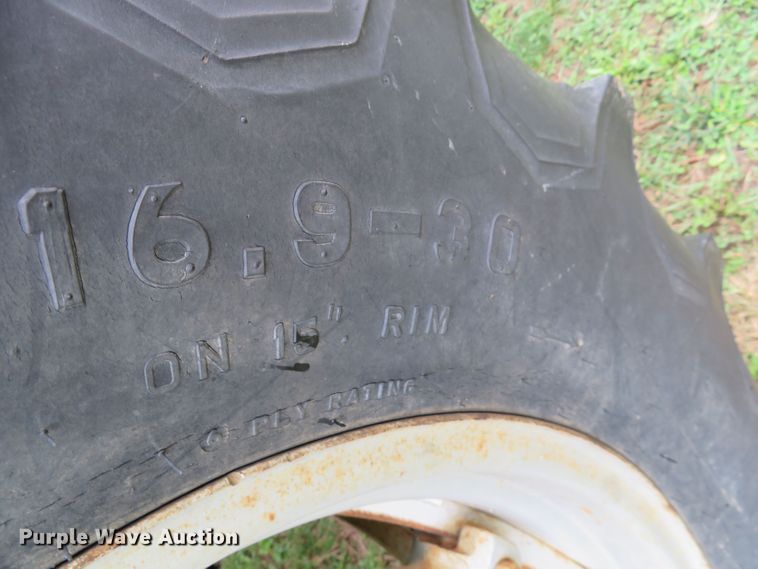 16.9-30
ON 15" RIM
6 PLY RATING
Purple Wave Auction